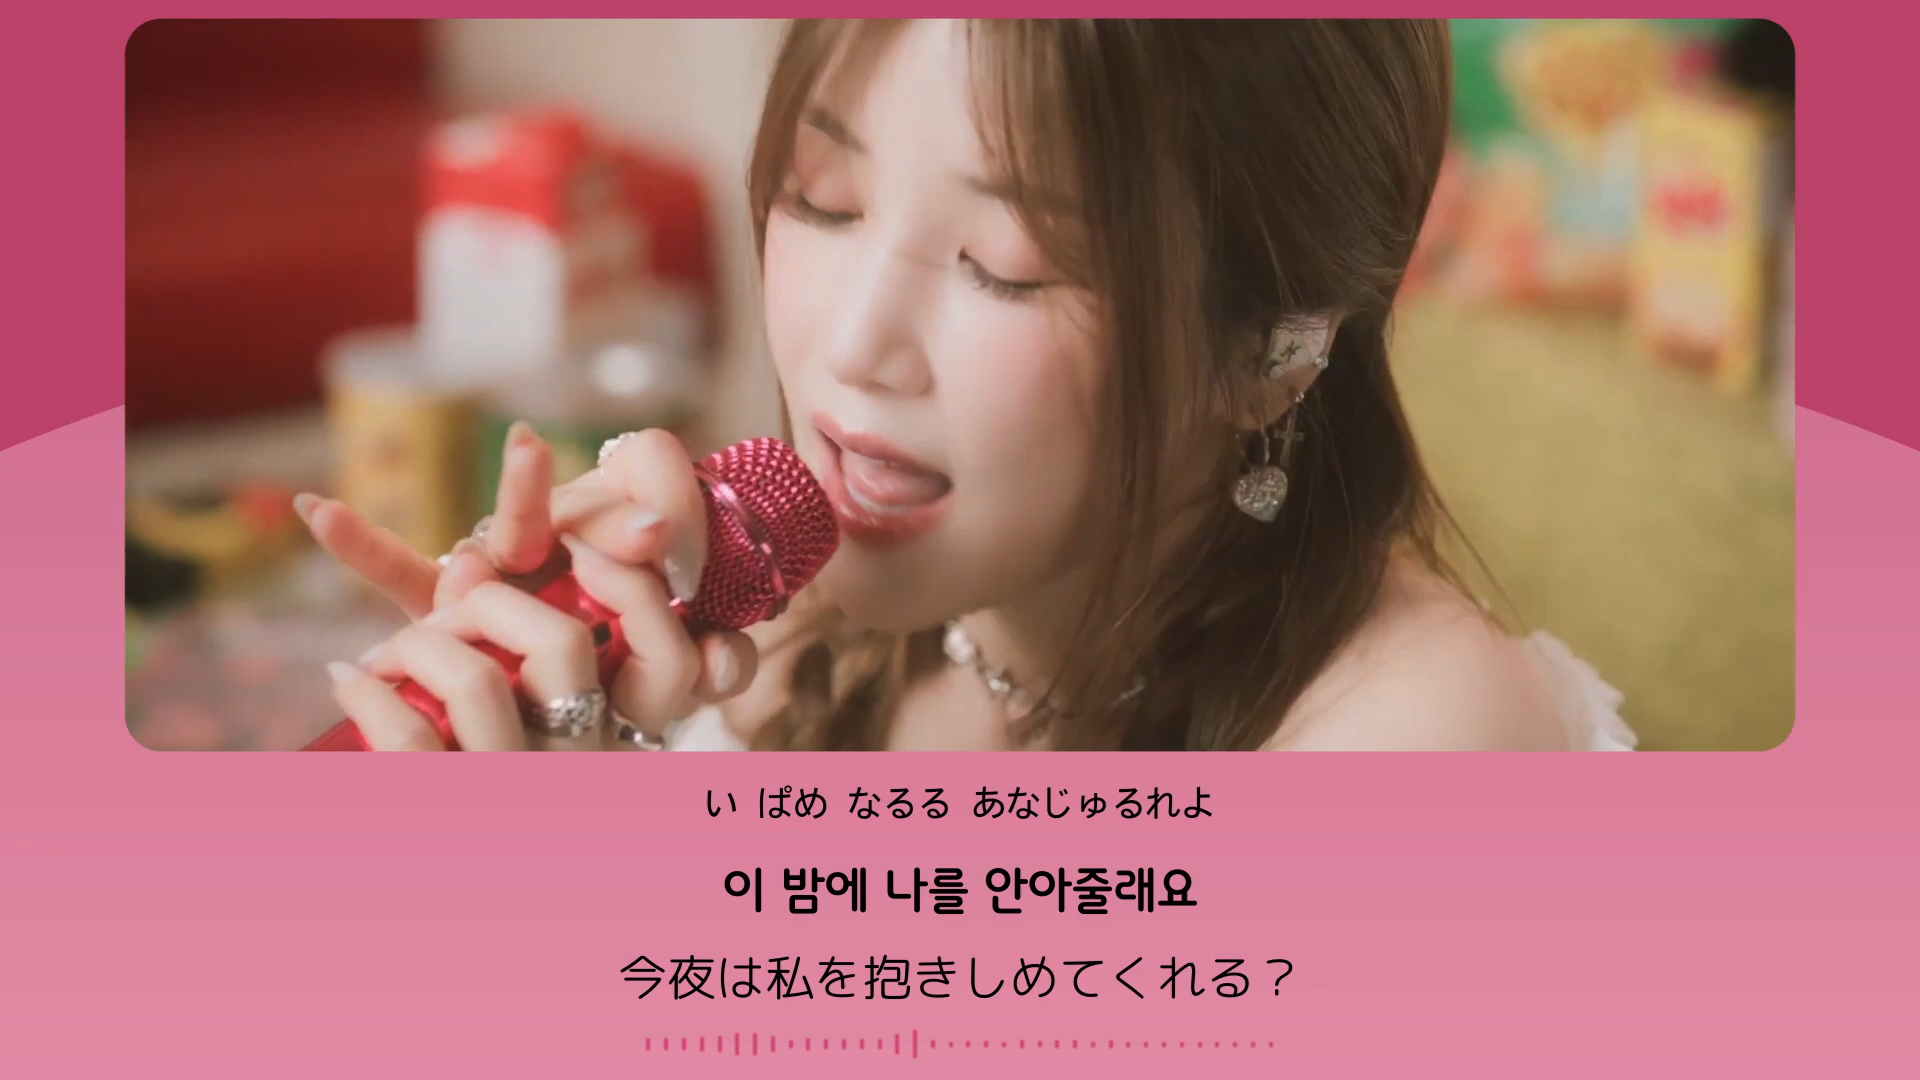 い ぱめ なるる あなじゅるれよ
이 밤에 나를 안아줄래요
今夜は私を抱きしめてくれる？